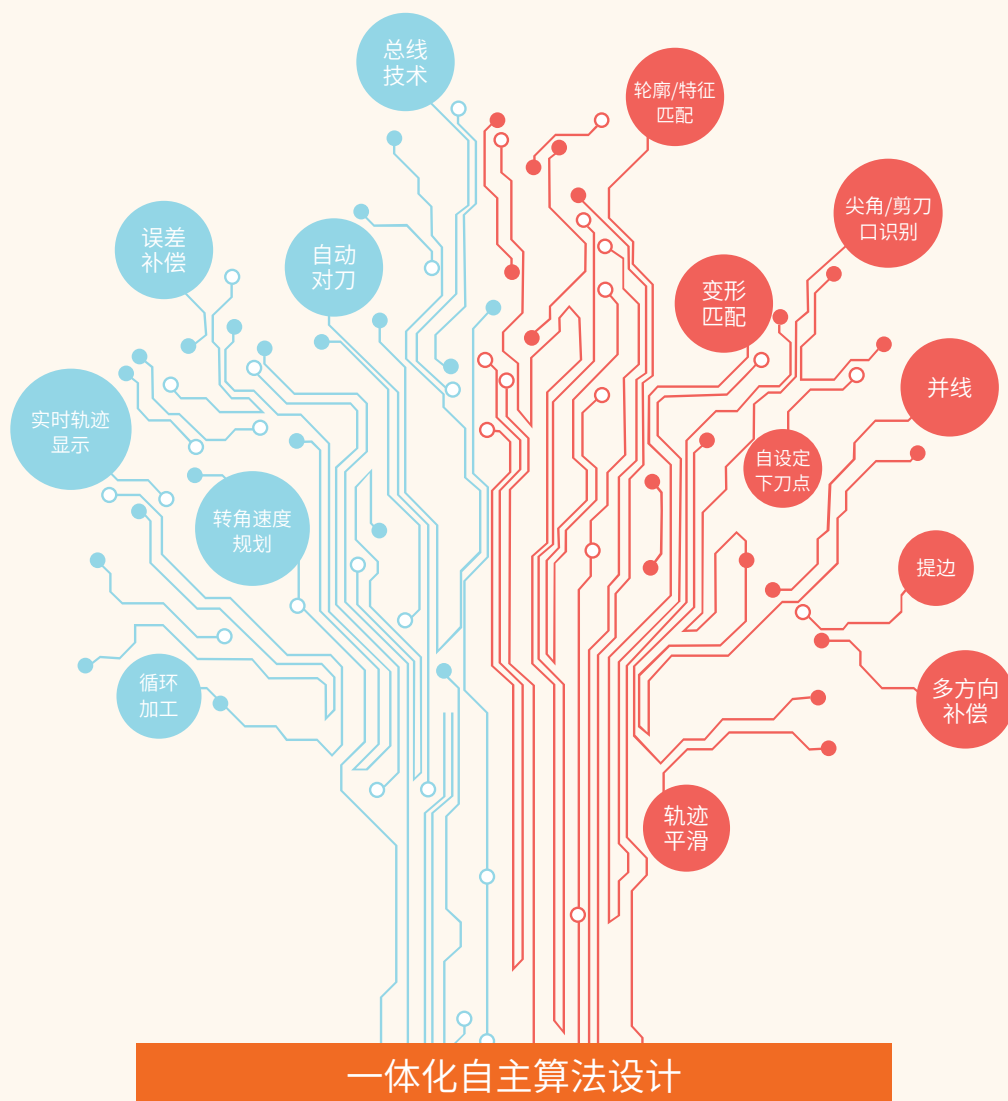 总线
技术
轮廓/特征
匹配
尖角/剪刀
口识别
误差
补偿
自动
对刀
变形
匹配
并线
实时轨迹
显示
自设定
下刀点
转角速度
规划
提边
循环
加工
多方向
补偿
轨迹
平滑
一体化自主算法设计